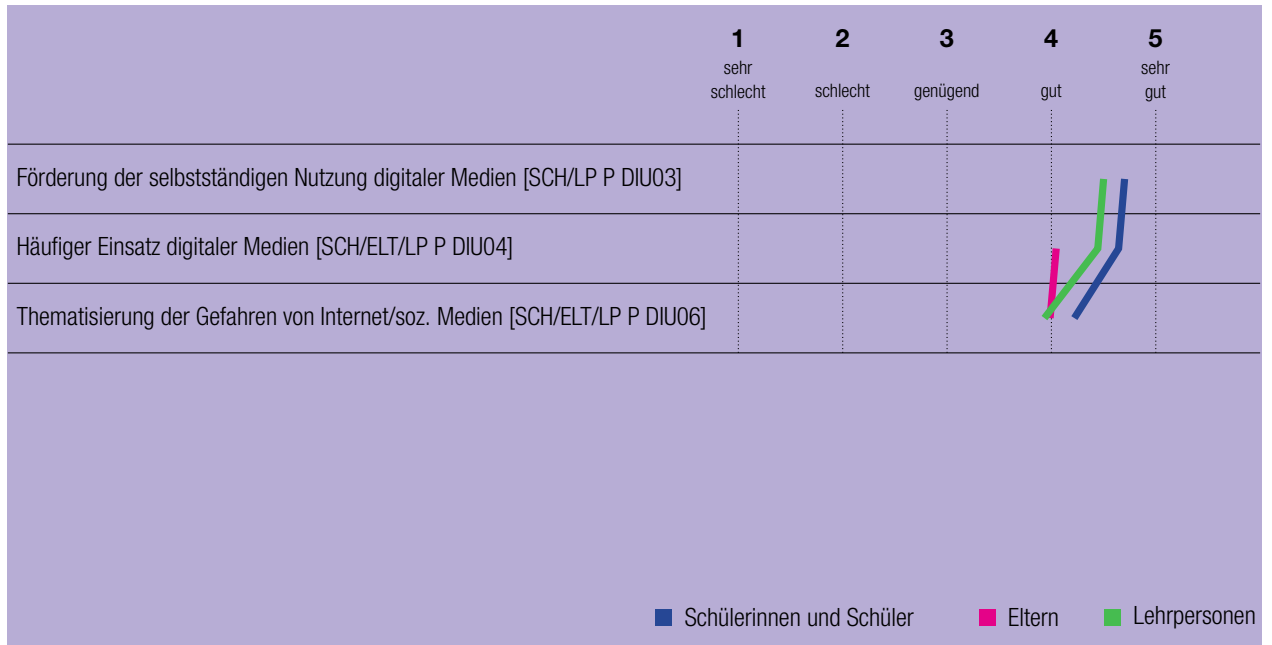 1 2 3 4 5
sehr schlecht schlecht genügend gut sehr gut
Förderung der selbstständigen Nutzung digitaler Medien [SCH/LP P DIU03]
Häufiger Einsatz digitaler Medien [SCH/ELT/LP P DIU04]
Thematisierung der Gefahren von Internet/soz. Medien [SCH/ELT/LP P DIU06]
Schülerinnen und Schüler Eltern Lehrpersonen